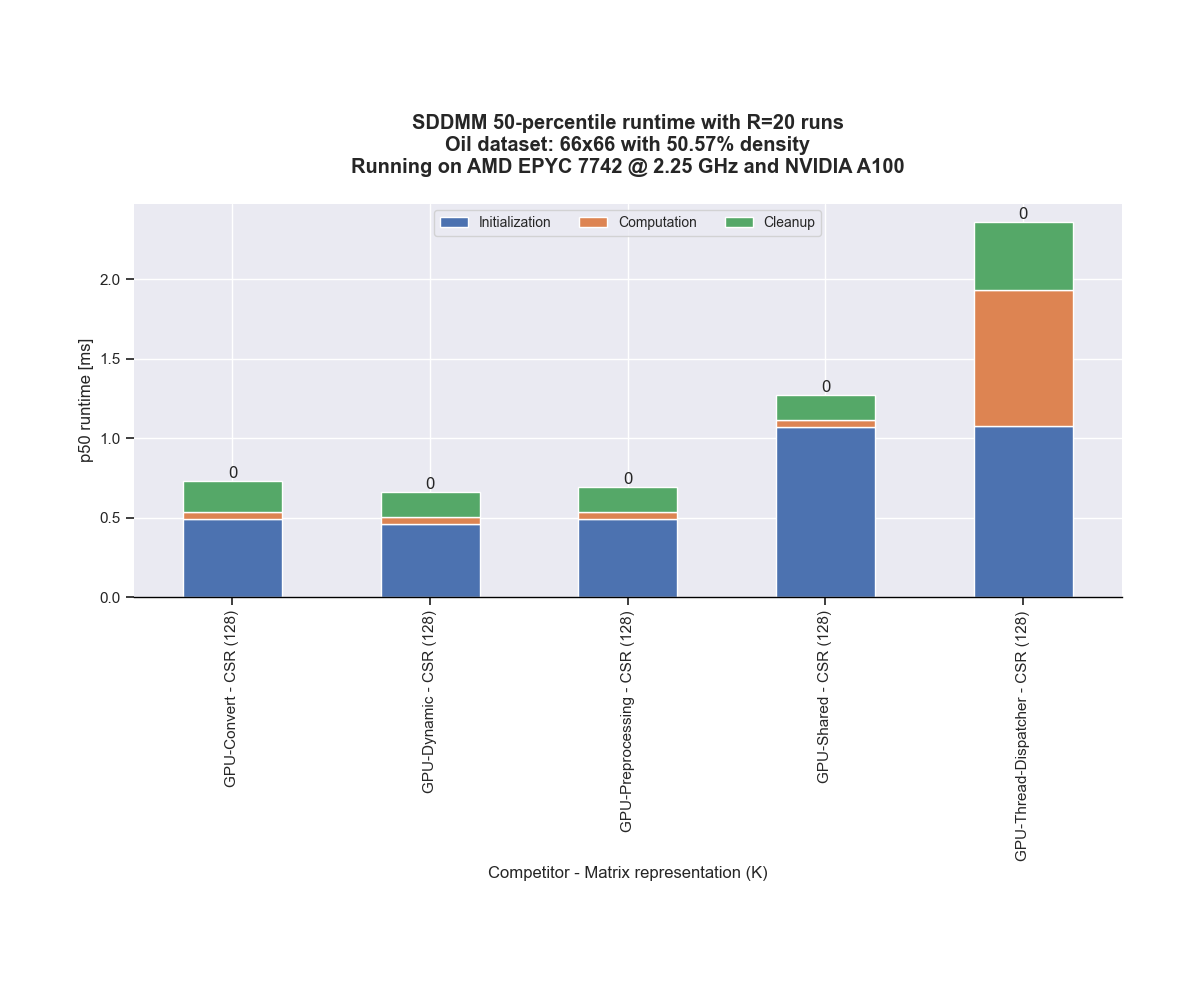 SDDMM 50-percentile runtime with R=20 runs
Oil dataset: 66x66 with 50.57% density
Running on AMD EPYC 7742 @ 2.25 GHz and NVIDIA A100
Initialization
Computation
Cleanup
0
0
0
0
0
2.0
1.5
1.0
0.5
0.0
p50 runtime [ms]
GPU-Convert - CSR (128)
GPU-Dynamic - CSR (128)
GPU-Preprocessing - CSR (128)
GPU-Shared - CSR (128)
GPU-Thread-Dispatcher - CSR (128)
Competitor - Matrix representation (K)